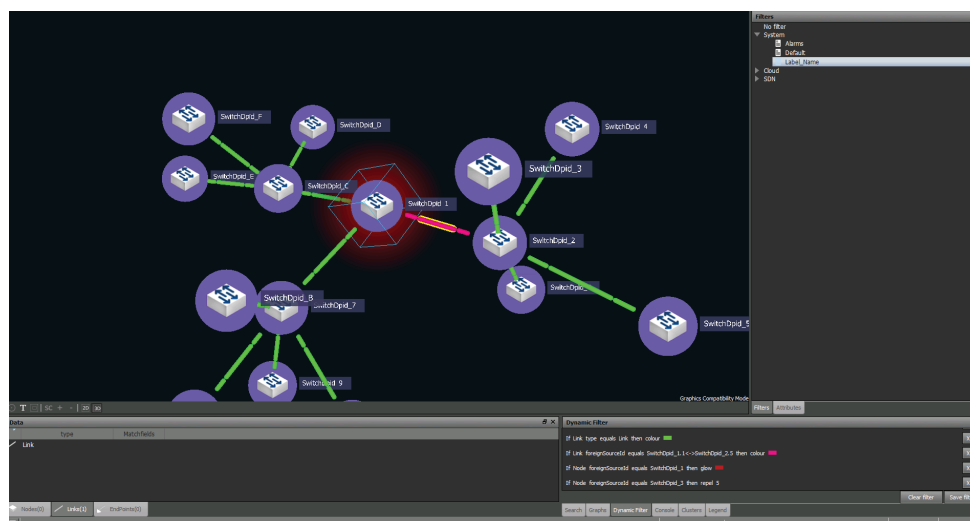 Filters
No filter
System
Alarms
Default
Label_Name
Cloud
SDN
SwitchDpid_F
SwitchDpid_D
SwitchDpid_4
SwitchDpid_3
SwitchDpid_E
SwitchDpid_C
SwitchDpid_1
SwitchDpid_2
SwitchDpid_B
SwitchDpid_7
SwitchDpid_5
SwitchDpid_9
Graphics Compatibility Mode
T SC + - 2D
Filters Attributes
Data
type Matchfields
Link
Nodes(0) Links(1) EndPoints(0)
Dynamic Filter
If Link type equals Link then colour
If Link foreignSourceId equals SwitchDpid_1.1<->SwitchDpid_2.5 then colour
If Node foreignSourceId equals SwitchDpid_1 then glow
If Node foreignSourceId equals SwitchDpid_3 then repel 5
Clear filter Save filt
Search Graphs Dynamic Filter Console Clusters Legend